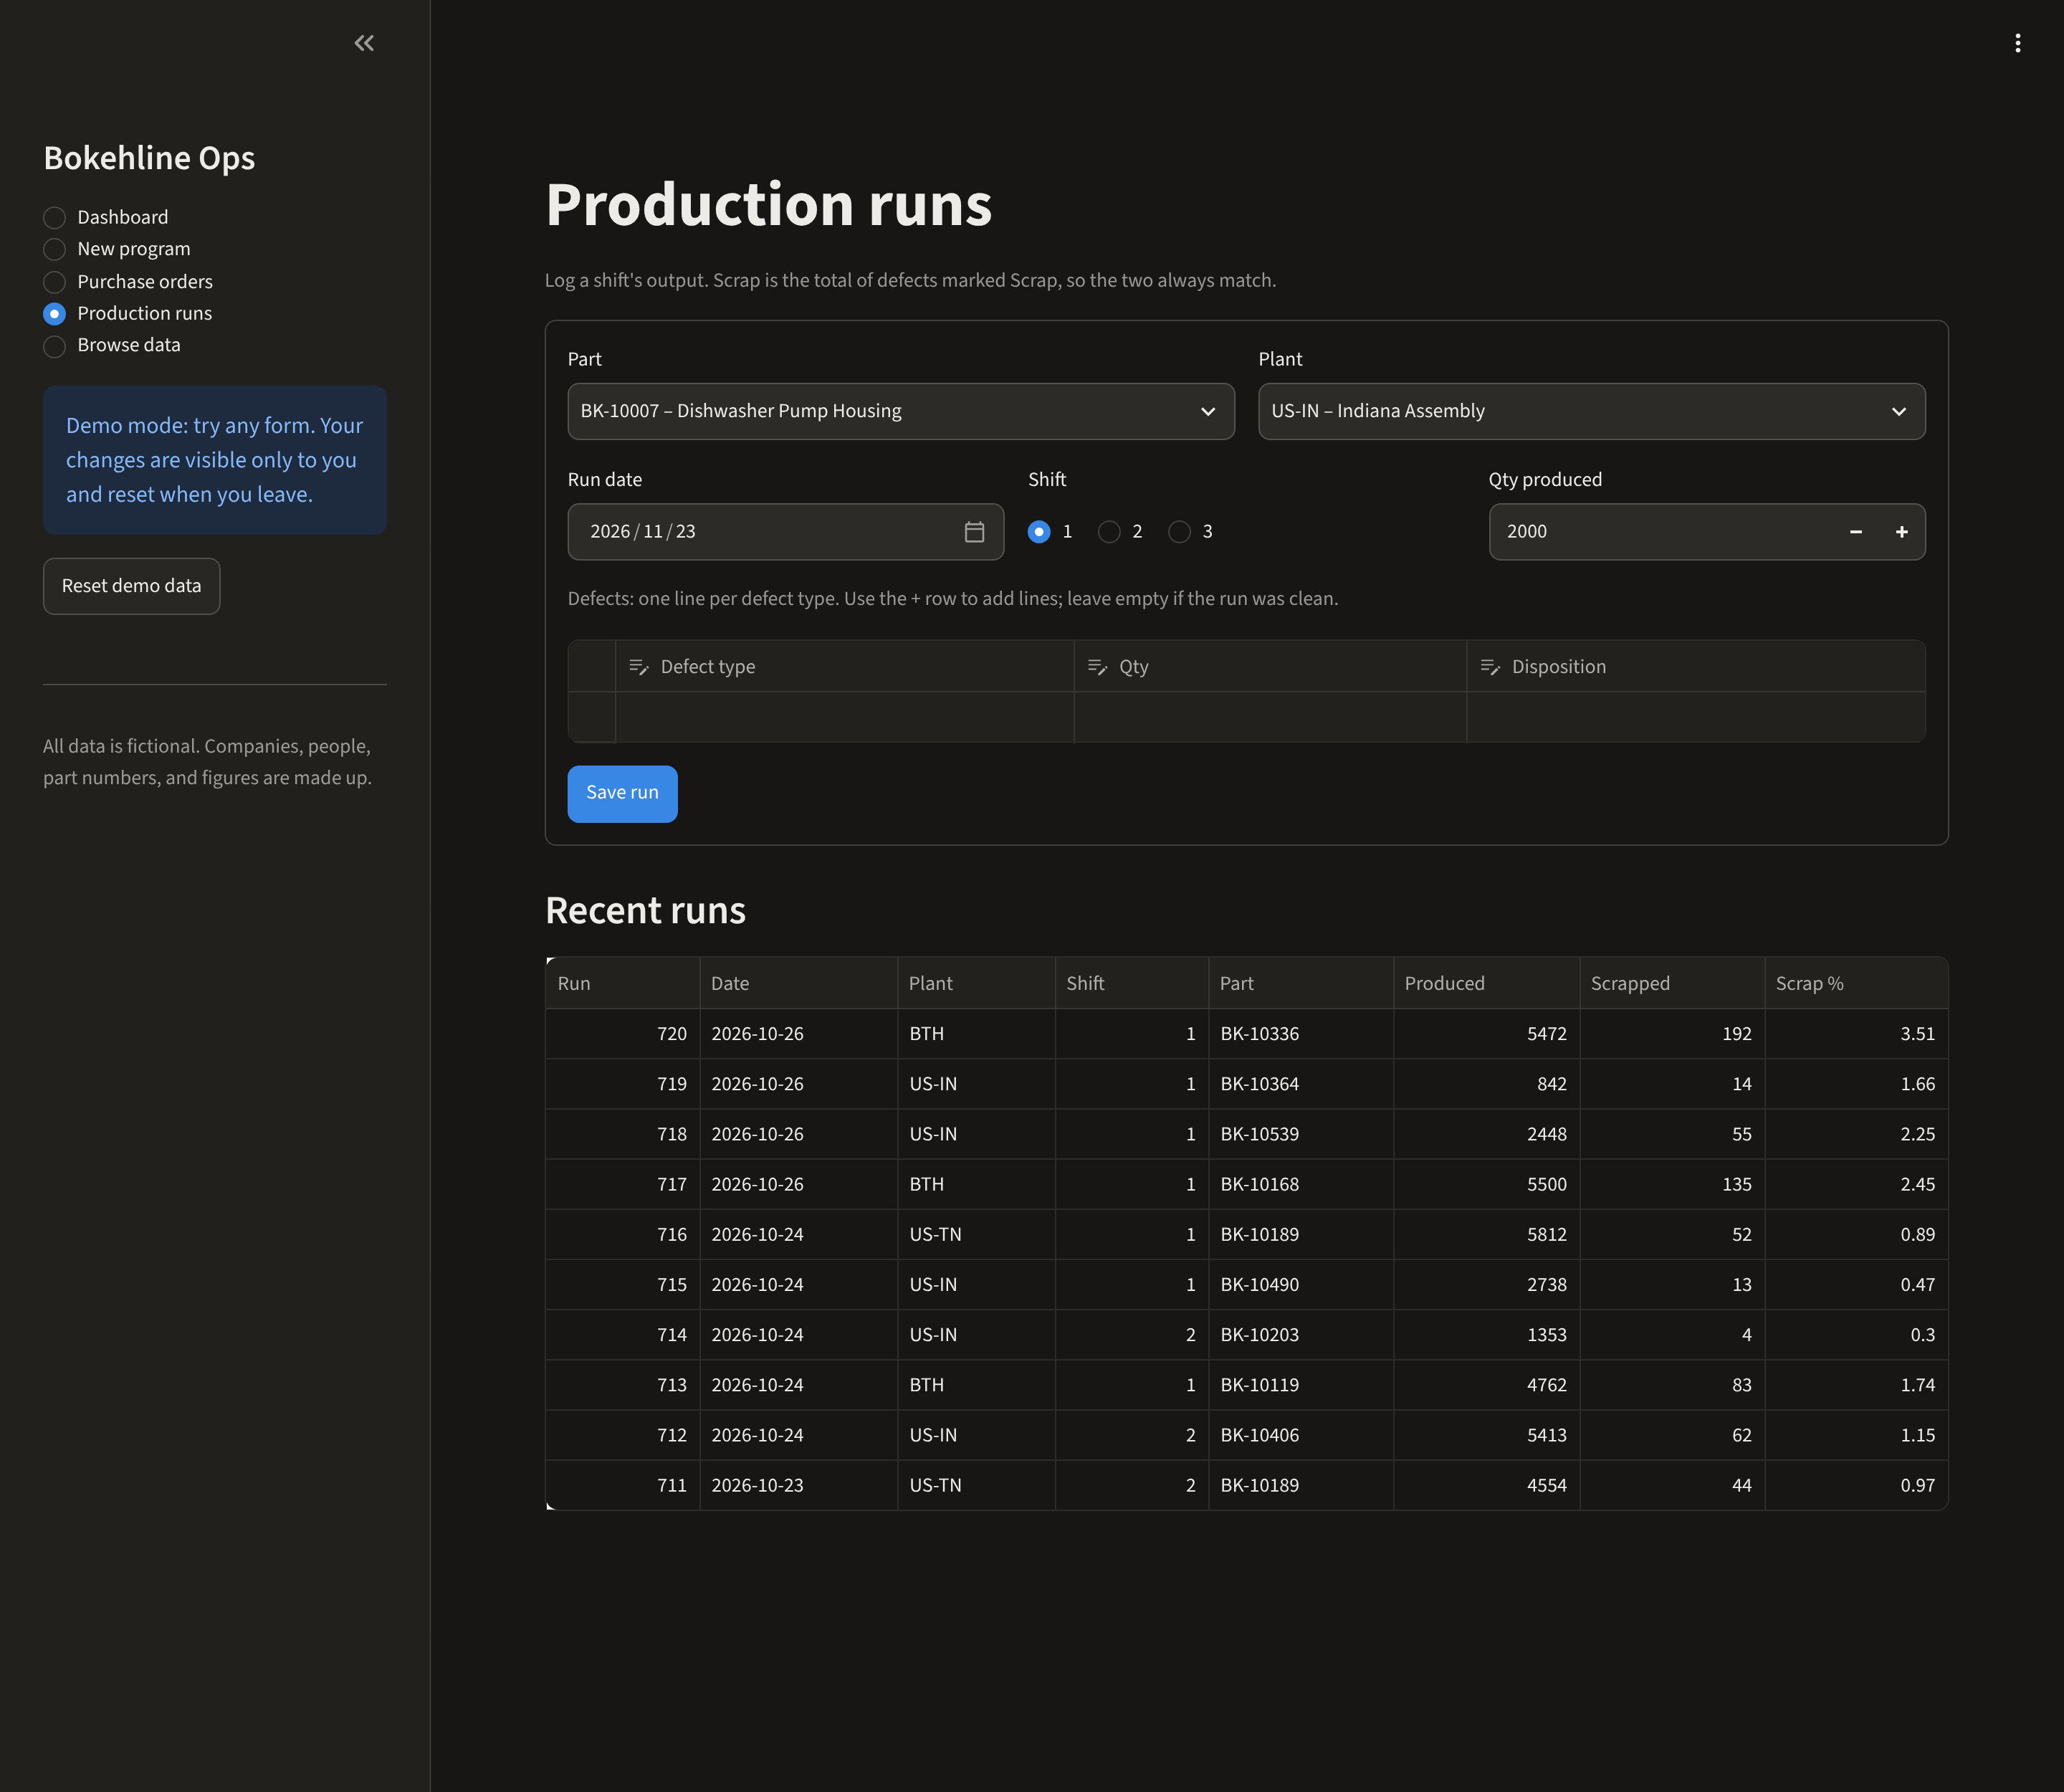 Bokehline Ops
Dashboard
New program
Purchase orders
Production runs
Browse data
Demo mode: try any form. Your
changes are visible only to you
and reset when you leave.
Reset demo data
All data is fictional. Companies, people,
part numbers, and figures are made up.
Production runs
Log a shift's output. Scrap is the total of defects marked Scrap, so the two always match.
Part Plant
BK-10007 – Dishwasher Pump Housing US-IN – Indiana Assembly
Run date Shift Qty produced
2026/11/23 1 2 3 2000
Defects: one line per defect type. Use the + row to add lines; leave empty if the run was clean.
Defect type Qty Disposition
Save run
Recent runs
Run Date Plant Shift Part Produced Scrapped Scrap %
720 2026-10-26 BTH 1 BK-10336 5472 192 3.51
719 2026-10-26 US-IN 1 BK-10364 842 14 1.66
718 2026-10-26 US-IN 1 BK-10539 2448 55 2.25
717 2026-10-26 BTH 1 BK-10168 5500 135 2.45
716 2026-10-24 US-TN 1 BK-10189 5812 52 0.89
715 2026-10-24 US-IN 1 BK-10490 2738 13 0.47
714 2026-10-24 US-IN 2 BK-10203 1353 4 0.3
713 2026-10-24 BTH 1 BK-10119 4762 83 1.74
712 2026-10-24 US-IN 2 BK-10406 5413 62 1.15
711 2026-10-23 US-TN 2 BK-10189 4554 44 0.97